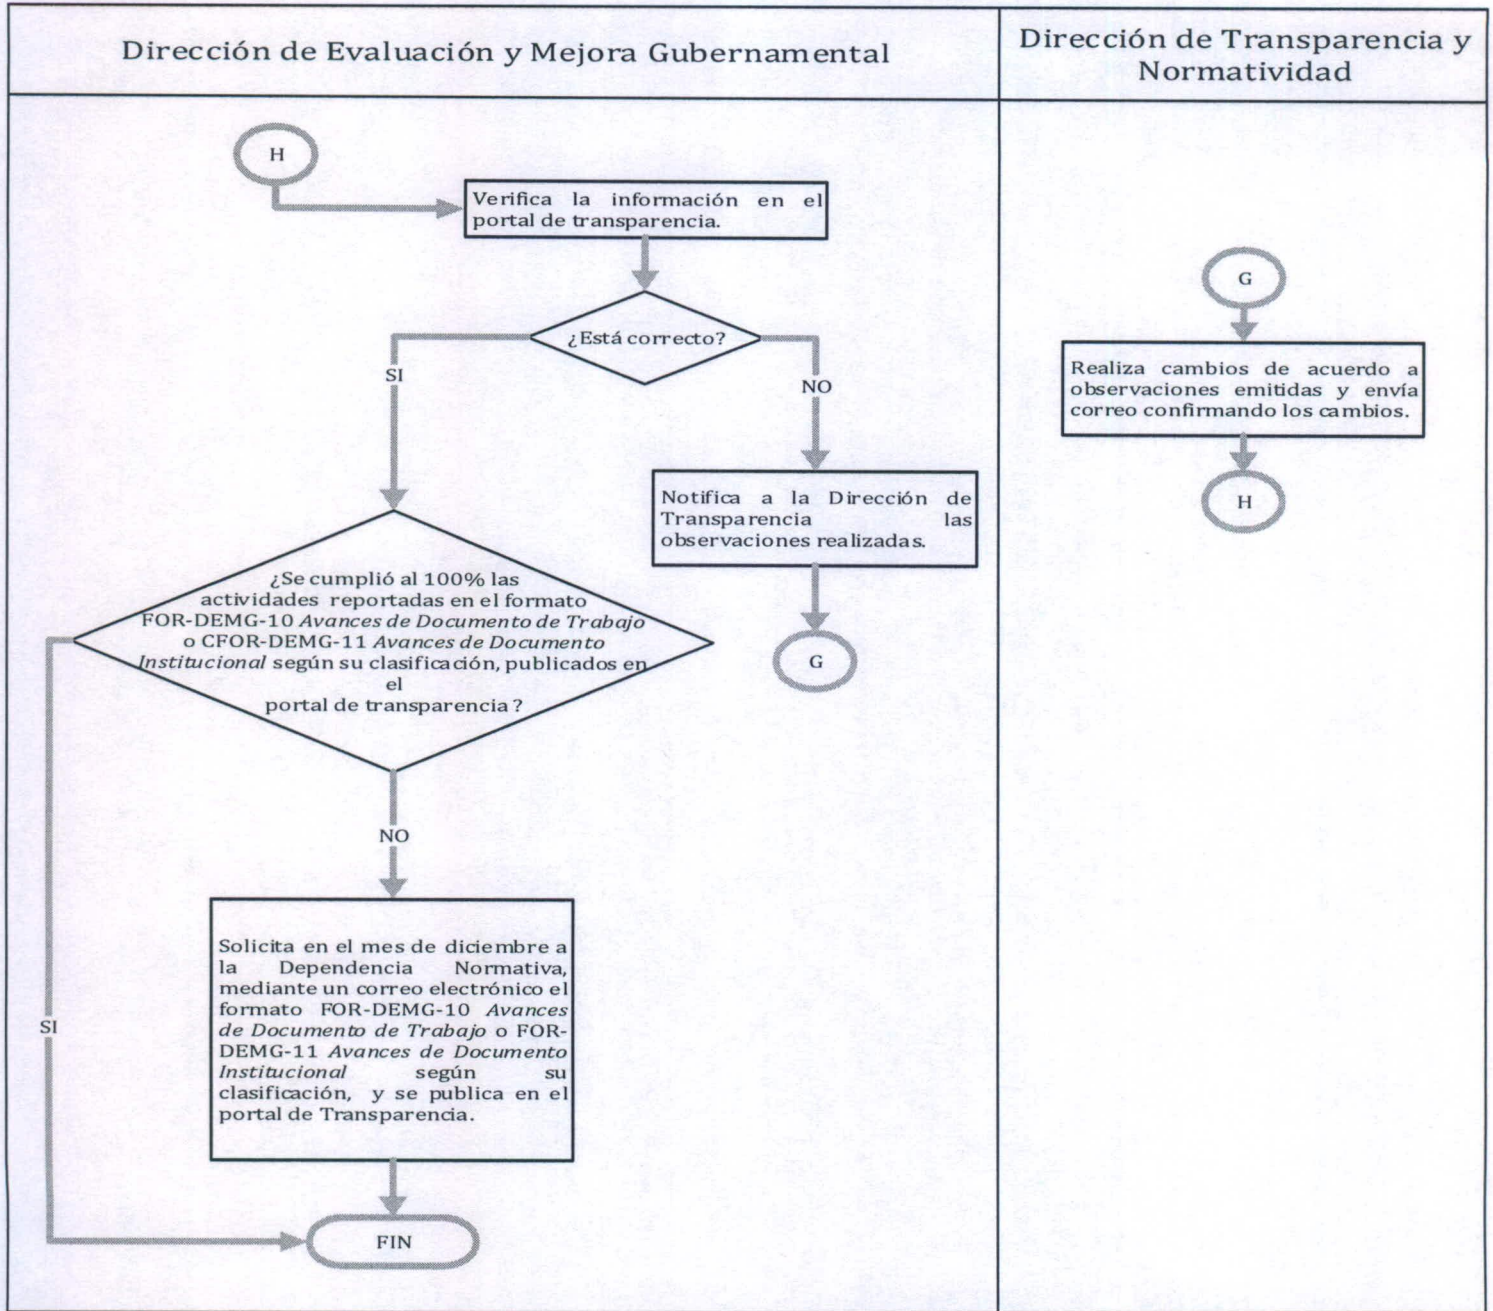 Dirección de Evaluación y Mejora Gubernamental
Dirección de Transparencia y
Normatividad
H
Verifica la información en el
portal de transparencia.
¿Está correcto?
SI
NO
Notifica a la Dirección de
Transparencia las
observaciones realizadas.
G
¿Se cumplió al 100% las
actividades reportadas en el formato
FOR-DEMG-10 Avances de Documento de Trabajo
o CFOR-DEMG-11 Avances de Documento
Institucional según su clasificación, publicados en
el
portal de transparencia ?
NO
SI
Solicita en el mes de diciembre a
la Dependencia Normativa,
mediante un correo electrónico el
formato FOR-DEMG-10 Avances
de Documento de Trabajo o FOR-
DEMG-11 Avances de Documento
Institucional según su
clasificación, y se publica en el
portal de Transparencia.
FIN
G
Realiza cambios de acuerdo a
observaciones emitidas y envía
correo confirmando los cambios.
H